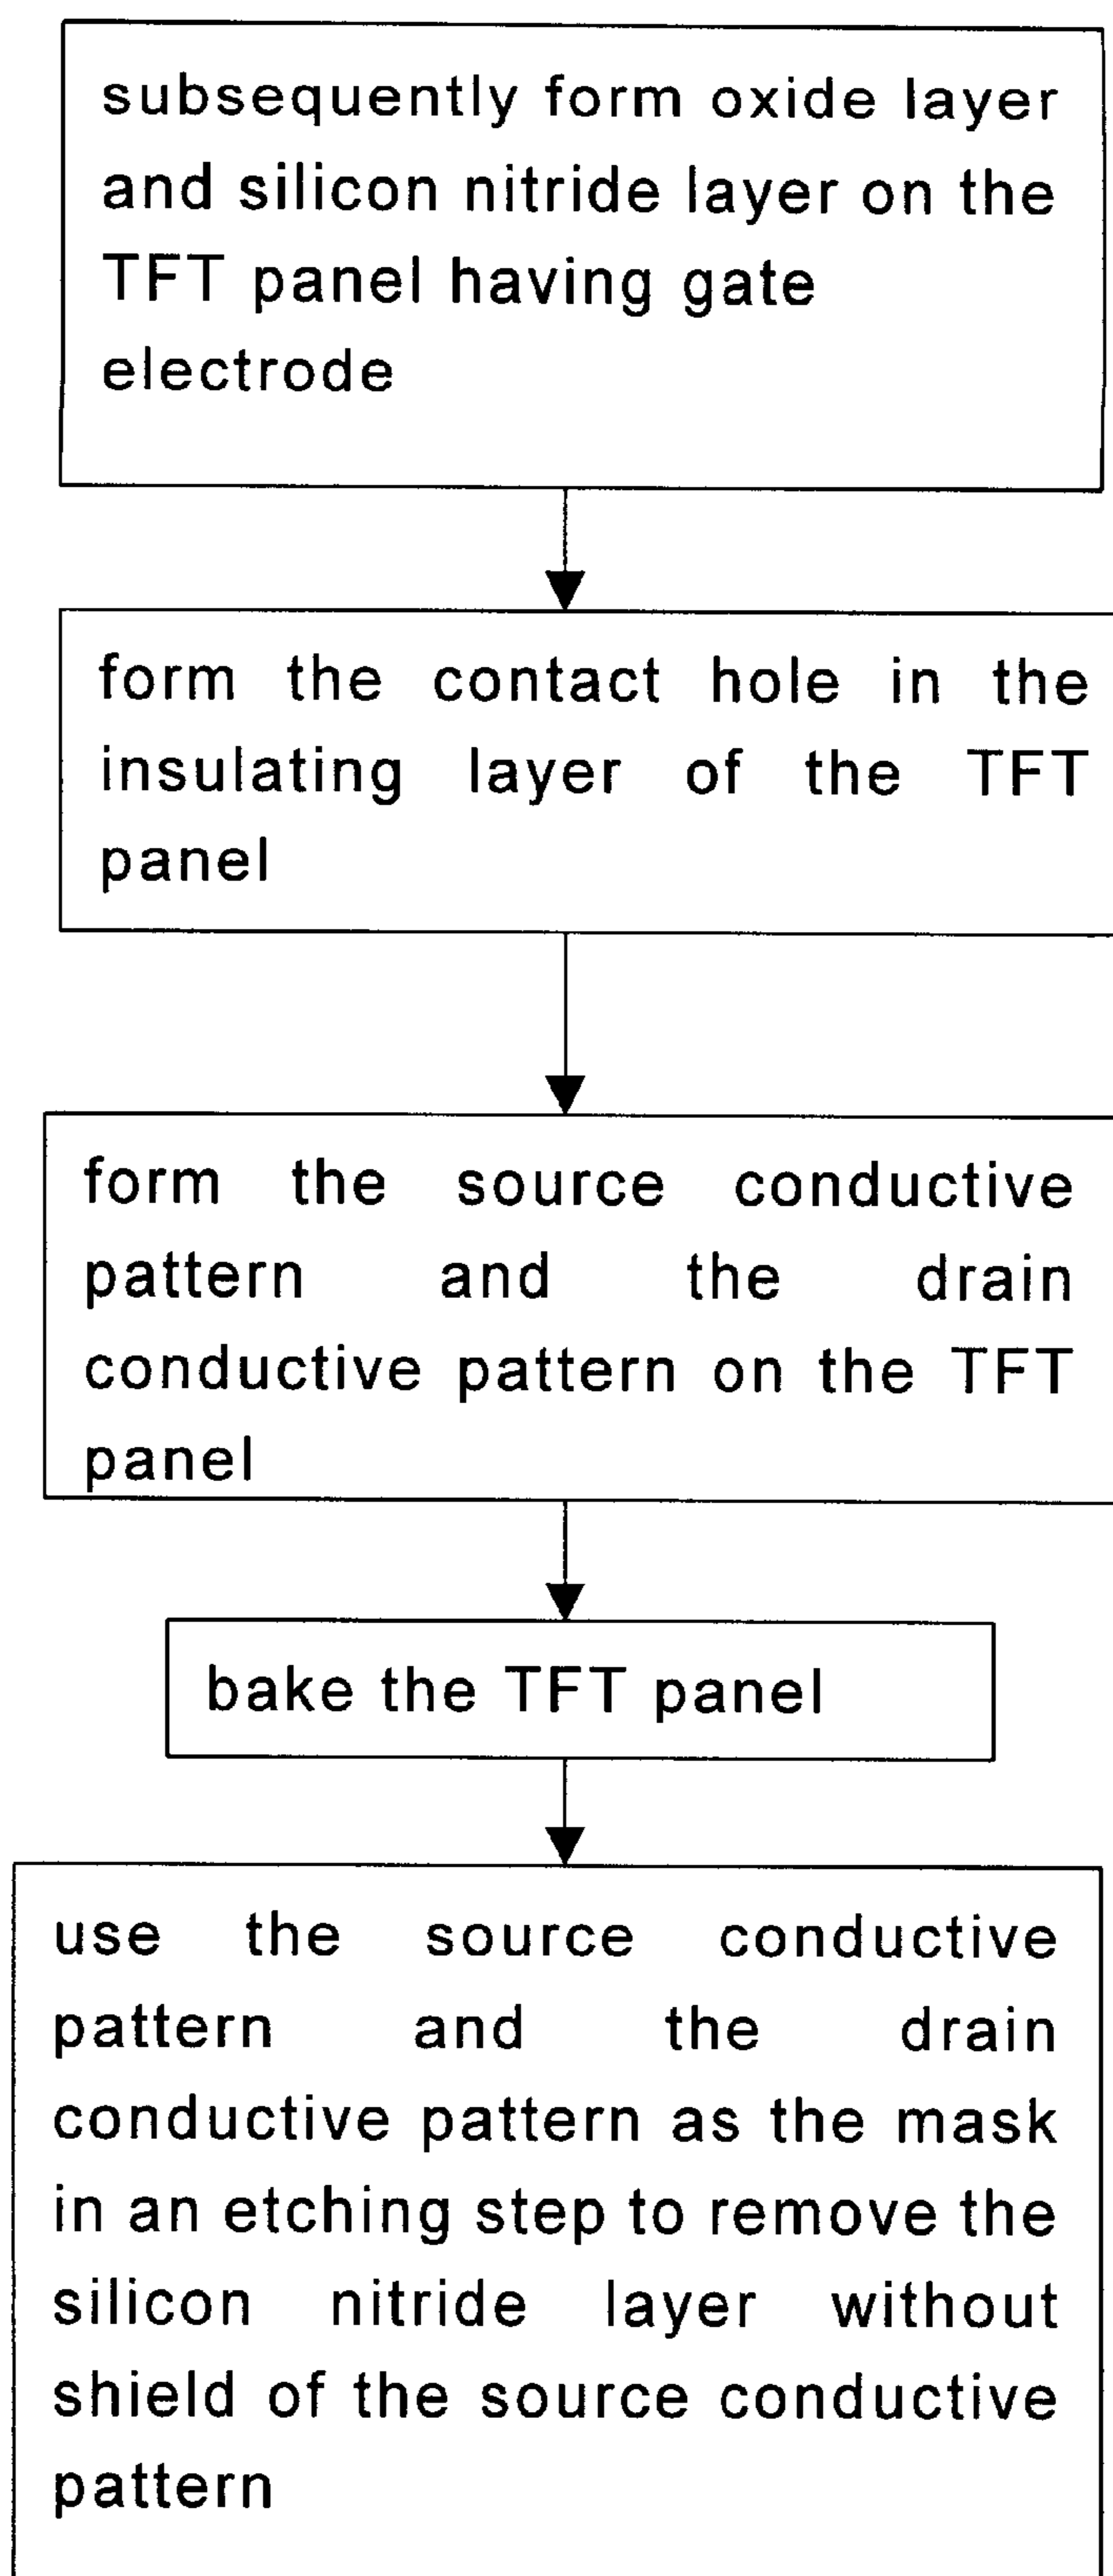 subsequently form oxide layer
and silicon nitride layer on the
TFT panel having gate
electrode
form the contact hole in the
insulating layer of the TFT
panel
form the source conductive
pattern and the drain
conductive pattern on the TFT
panel
bake the TFT panel
use the source conductive
pattern and the drain
conductive pattern as the mask
in an etching step to remove the
silicon nitride layer without
shield of the source conductive
pattern